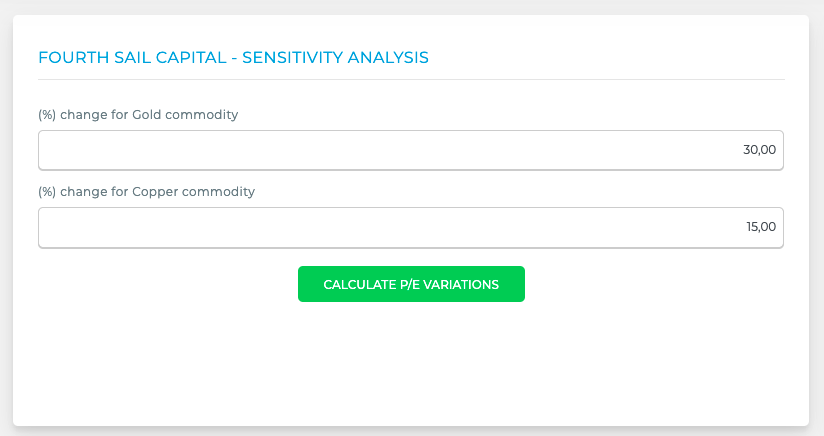 FOURTH SAIL CAPITAL - SENSITIVITY ANALYSIS
(%) change for Gold commodity
30,00
(%) change for Copper commodity
15,00
CALCULATE P/E VARIATIONS